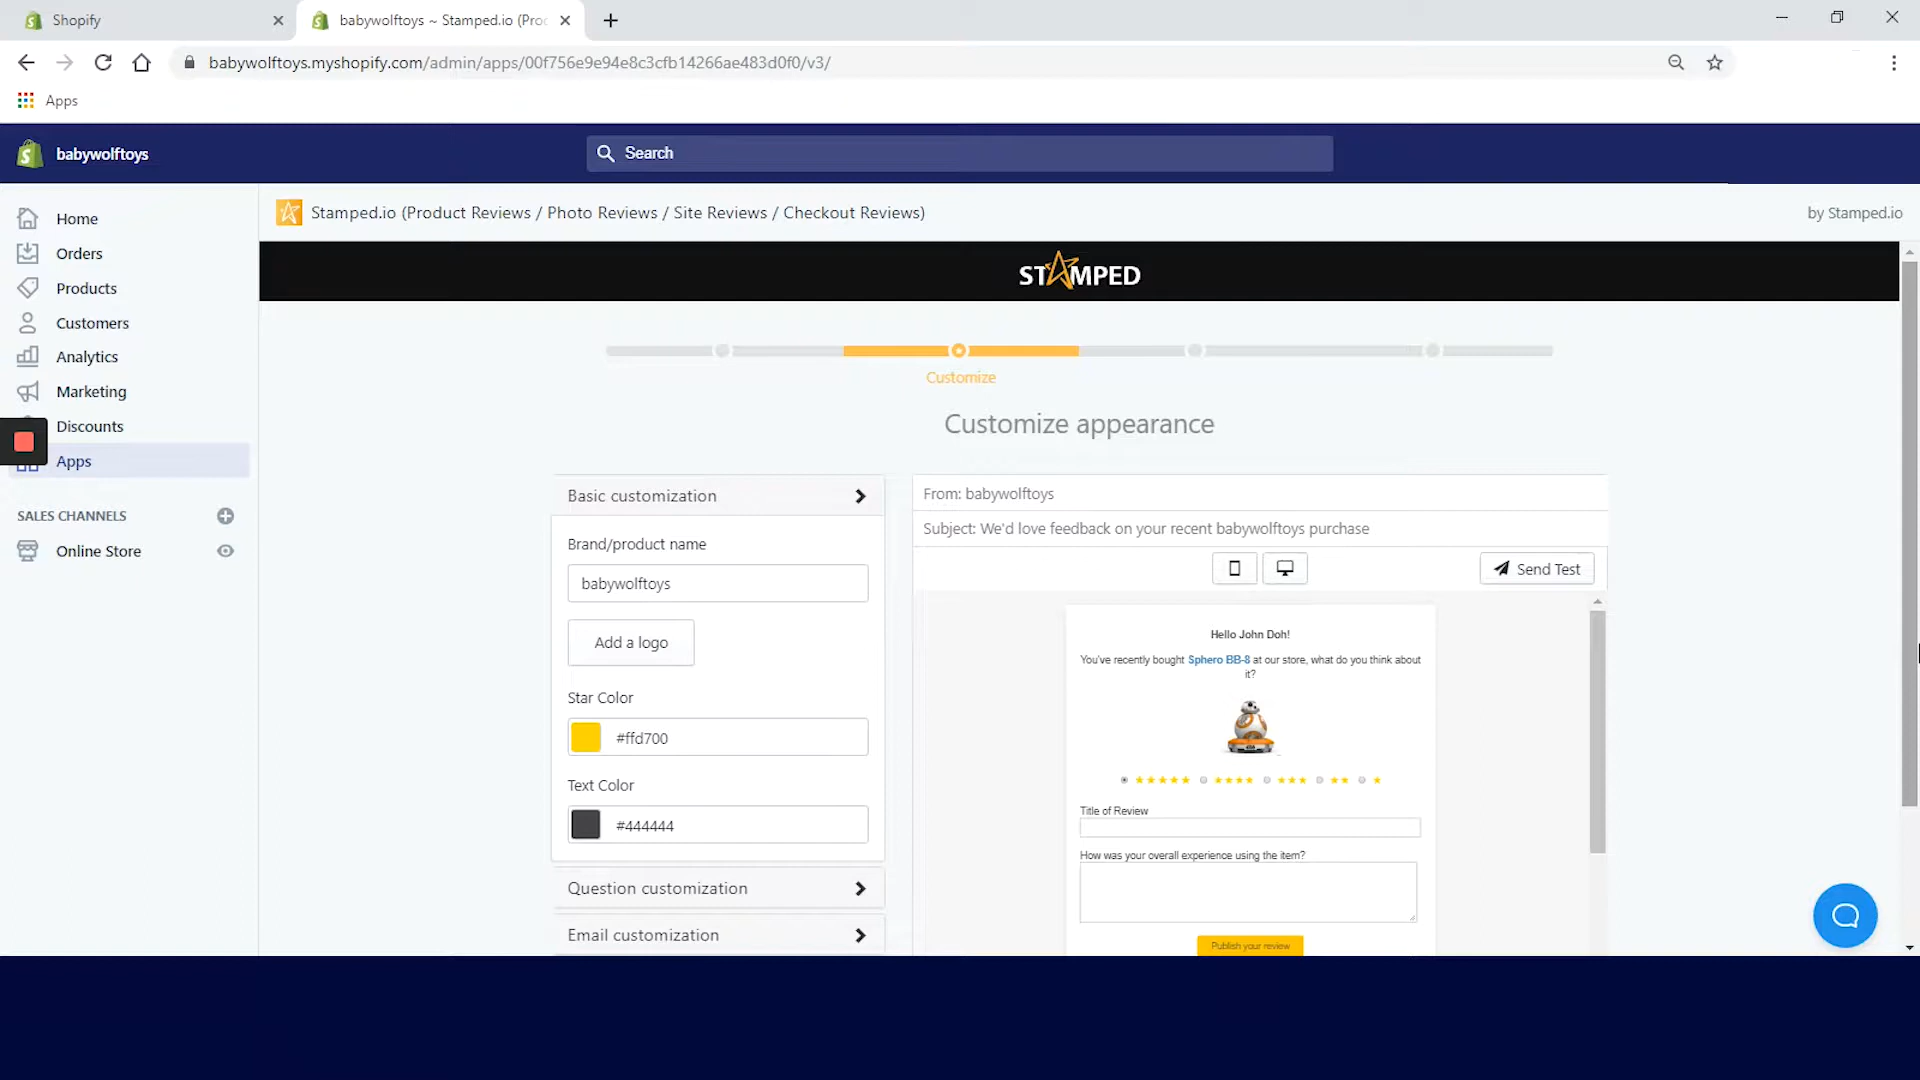 Shopify
babywolftoys ~ Stamped.io (Proc
babywolftoys.myshopify.com/admin/apps/00f756e9e94e8c3cfb14266ae483d0f0/v3/
Apps
babywolftoys
Search
Home
Orders
Products
Customers
Analytics
Marketing
Discounts
Apps
SALES CHANNELS
Online Store
Stamped.io (Product Reviews / Photo Reviews / Site Reviews / Checkout Reviews)
by Stamped.io
STAMPED
Customize
Customize appearance
Basic customization
Brand/product name
babywolftoys
Add a logo
Star Color
#ffd700
Text Color
#444444
Question customization
Email customization
From: babywolftoys
Subject: We'd love feedback on your recent babywolftoys purchase
Send Test
Hello John Doh!
You've recently bought Sphero BB-8 at our store, what do you think about
it?
Title of Review
How was your overall experience using the item?
Publish your review